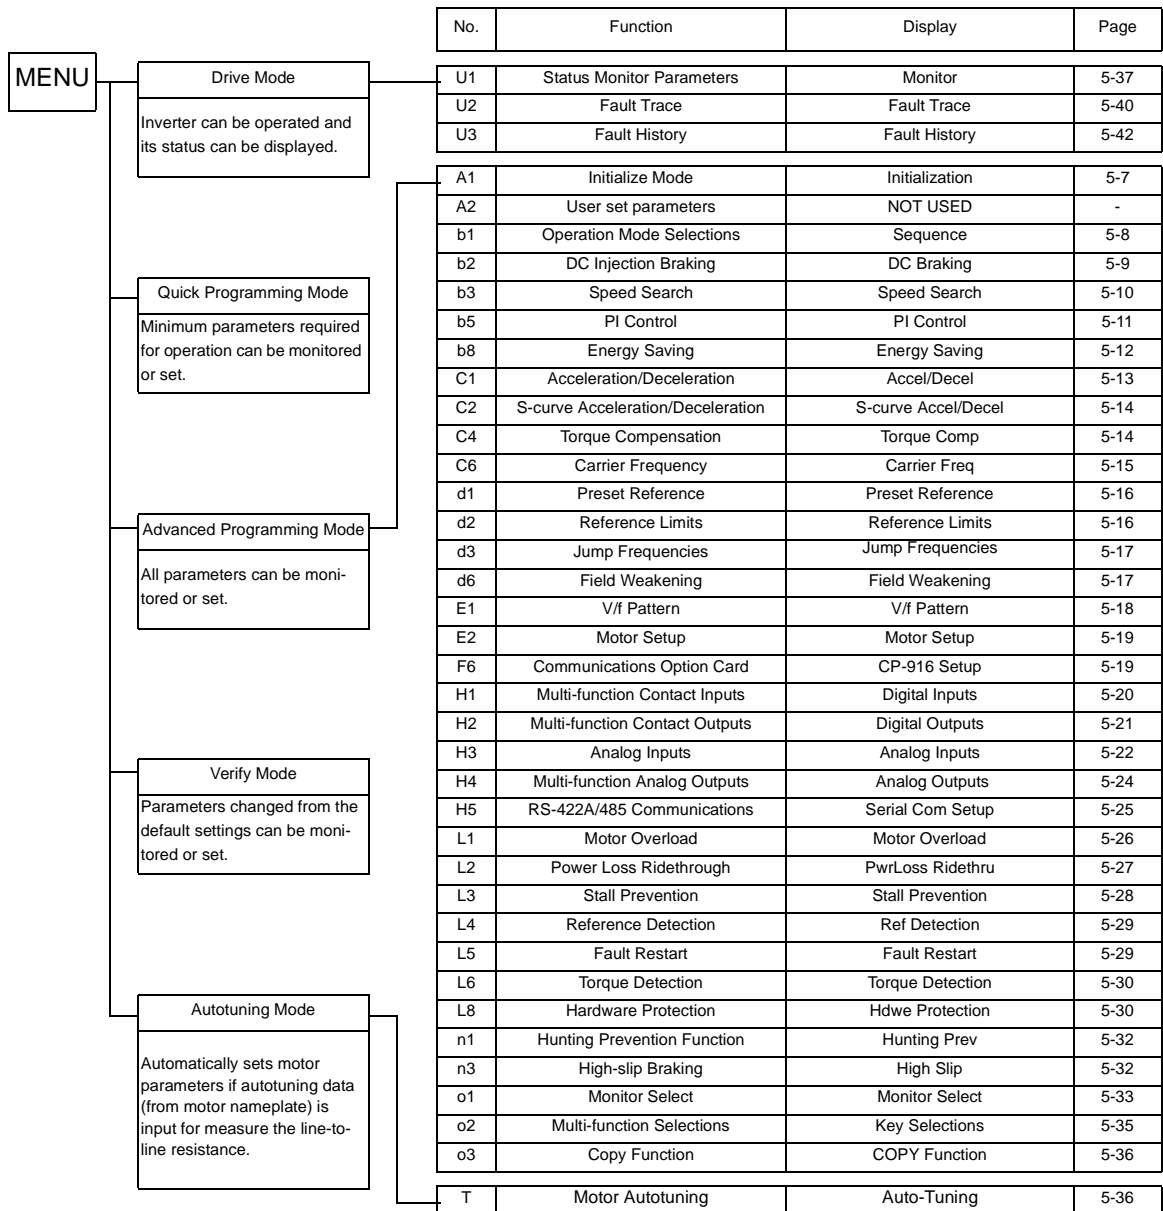 No. Function Display Page
MENU
Drive Mode
Inverter can be operated and
its status can be displayed.
Quick Programming Mode
Minimum parameters required
for operation can be monitored
or set.
Advanced Programming Mode
All parameters can be moni-
tored or set.
Verify Mode
Parameters changed from the
default settings can be moni-
tored or set.
Autotuning Mode
Automatically sets motor
parameters if autotuning data
(from motor nameplate) is
input for measure the line-to-
line resistance.
U1 Status Monitor Parameters Monitor 5-37
U2 Fault Trace Fault Trace 5-40
U3 Fault History Fault History 5-42
A1 Initialize Mode Initialization 5-7
A2 User set parameters NOT USED -
b1 Operation Mode Selections Sequence 5-8
b2 DC Injection Braking DC Braking 5-9
b3 Speed Search Speed Search 5-10
b5 PI Control PI Control 5-11
b8 Energy Saving Energy Saving 5-12
C1 Acceleration/Deceleration Accel/Decel 5-13
C2 S-curve Acceleration/Deceleration S-curve Accel/Decel 5-14
C4 Torque Compensation Torque Comp 5-14
C6 Carrier Frequency Carrier Freq 5-15
d1 Preset Reference Preset Reference 5-16
d2 Reference Limits Reference Limits 5-16
d3 Jump Frequencies Jump Frequencies 5-17
d6 Field Weakening Field Weakening 5-17
E1 V/f Pattern V/f Pattern 5-18
E2 Motor Setup Motor Setup 5-19
F6 Communications Option Card CP-916 Setup 5-19
H1 Multi-function Contact Inputs Digital Inputs 5-20
H2 Multi-function Contact Outputs Digital Outputs 5-21
H3 Analog Inputs Analog Inputs 5-22
H4 Multi-function Analog Outputs Analog Outputs 5-24
H5 RS-422A/485 Communications Serial Com Setup 5-25
L1 Motor Overload Motor Overload 5-26
L2 Power Loss Ridethrough PwrLoss Ridethru 5-27
L3 Stall Prevention Stall Prevention 5-28
L4 Reference Detection Ref Detection 5-29
L5 Fault Restart Fault Restart 5-29
L6 Torque Detection Torque Detection 5-30
L8 Hardware Protection Hdwe Protection 5-30
n1 Hunting Prevention Function Hunting Prev 5-32
n3 High-slip Braking High Slip 5-32
o1 Monitor Select Monitor Select 5-33
o2 Multi-function Selections Key Selections 5-35
o3 Copy Function COPY Function 5-36
T Motor Autotuning Auto-Tuning 5-36